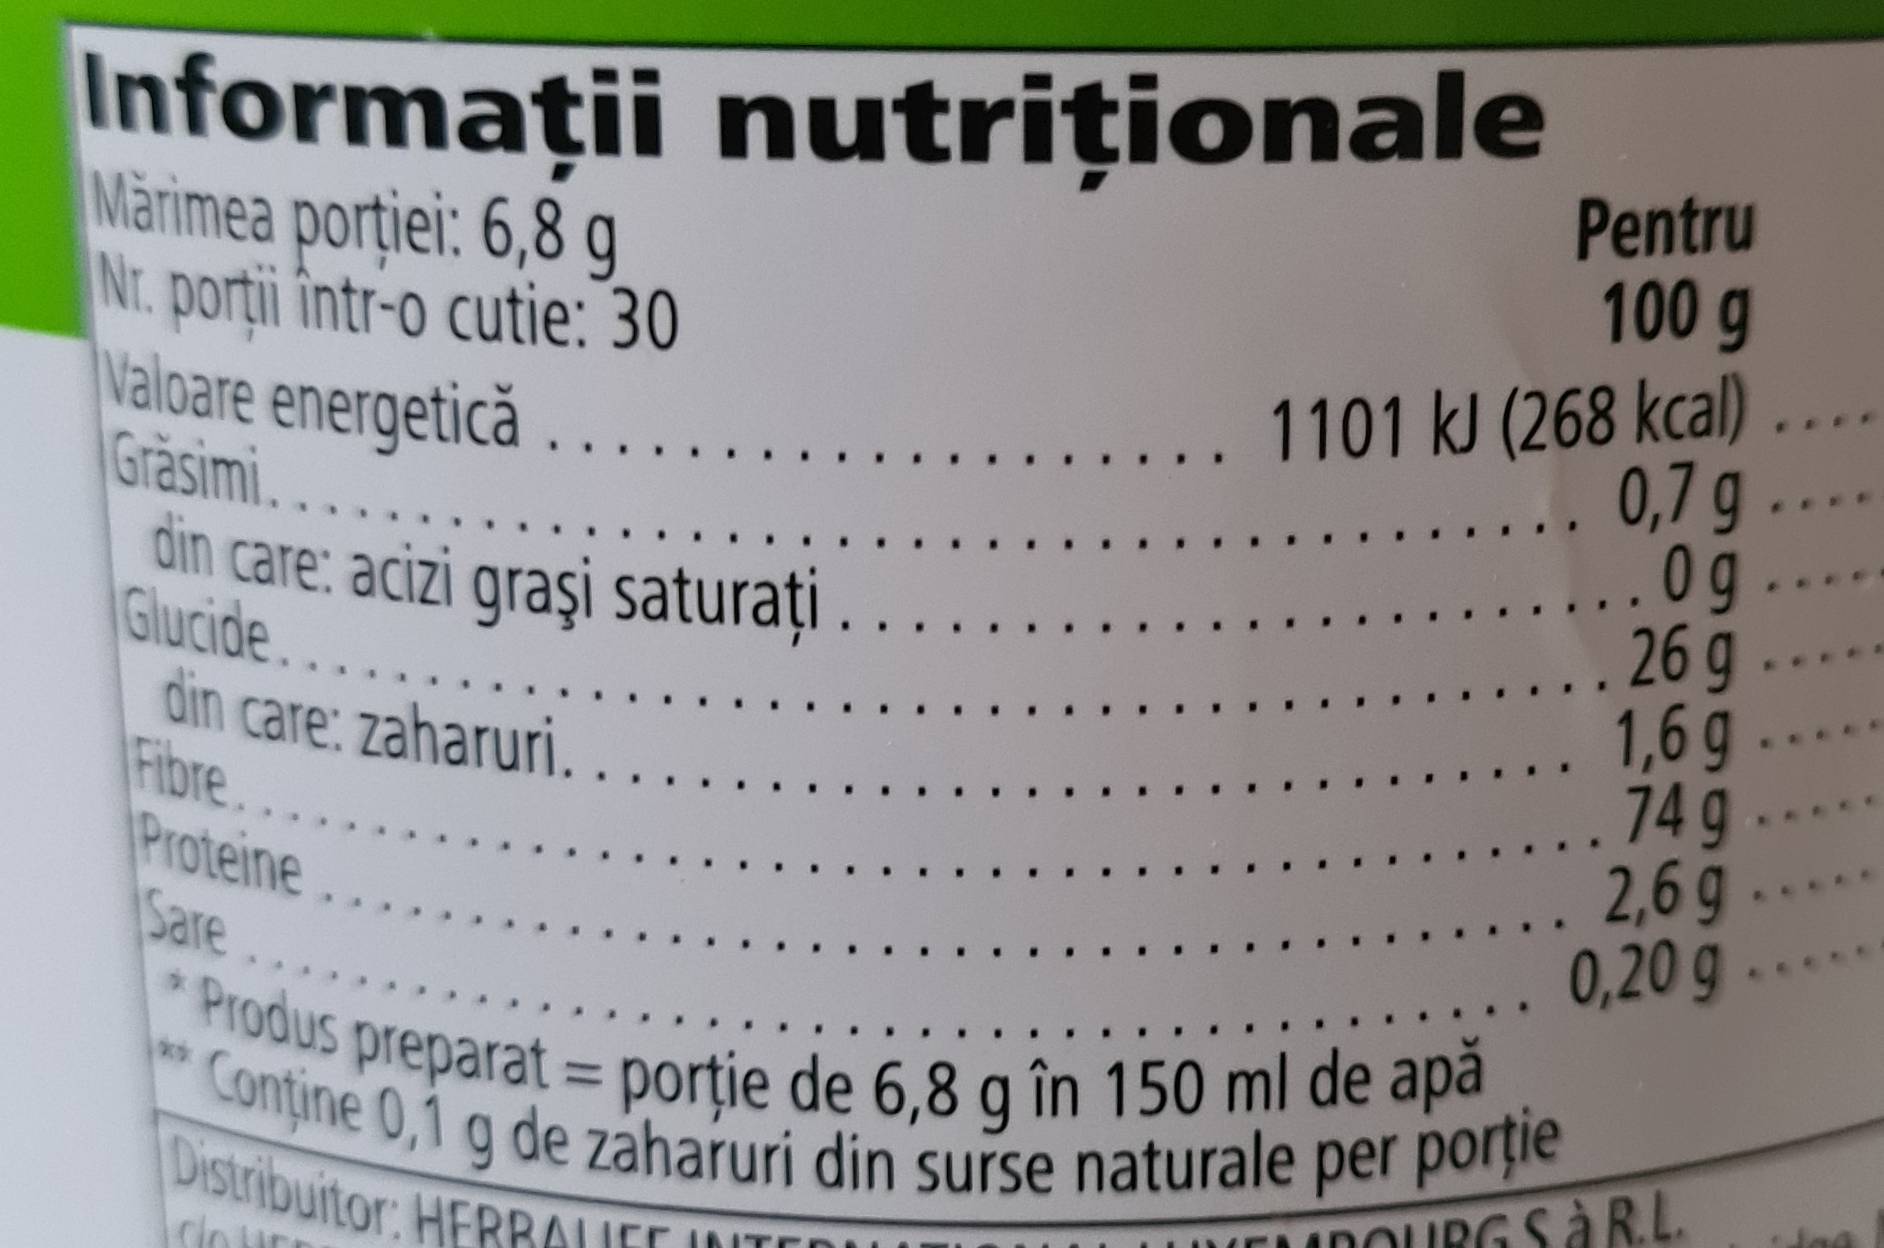 Informații nutriționale
Mărimea porției: 6,8 g
Nr. porții într-o cutie: 30
Pentru
100 g
Valoare energetică .................... 1101 kJ (268 kcal) ....
Grăsimi........................................ 0,7 g ....
din care: acizi grași saturați ........................ 0 g ....
Glucide........................................ 26 g ....
din care: zaharuri.............................. 1,6 g ....
Fibre........................................ 74 g ....
Proteine .................................... 2,6 g ....
Sare ...................................... 0,20 g ....
* Produs preparat = porție de 6,8 g în 150 ml de apă
** Conține 0,1 g de zaharuri din surse naturale per porție
Distribuitor: HERBALIFE INTERNATIONAL LUXEMBOURG S à R.L.